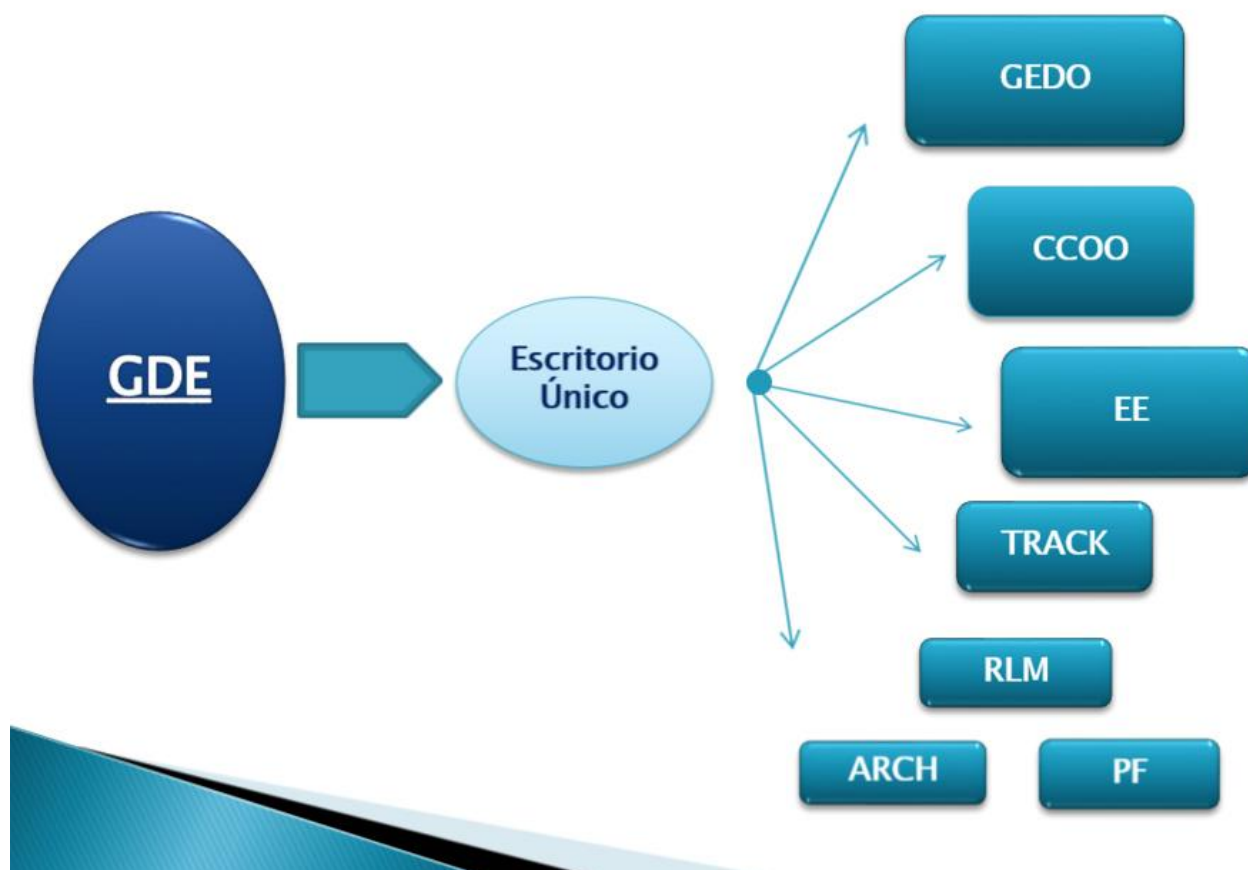 GDE
Escritorio
Único
GEDO
CCOO
EE
TRACK
RLM
ARCH
PF